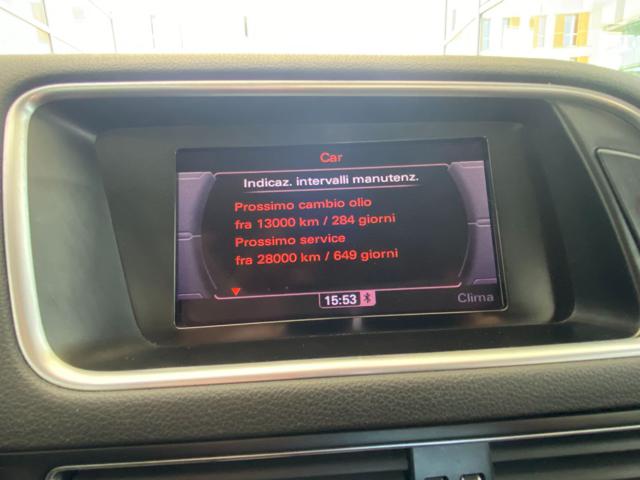 Car
Indicaz. intervalli manutenz.
Prossimo cambio olio
fra 13000 km / 284 giorni
Prossimo service
fra 28000 km / 649 giorni
15:53
Clima